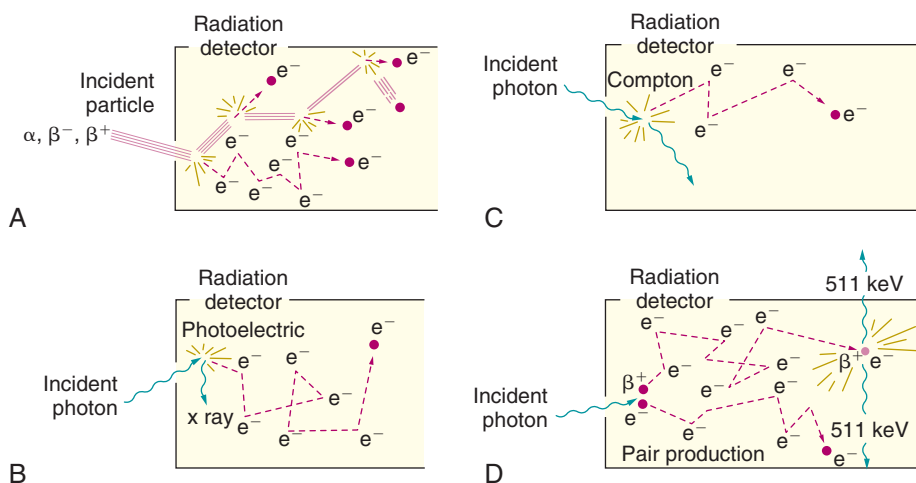 Radiation
detector
Incident
particle
α, β⁻, β⁺
e⁻
e⁻
e⁻
e⁻
e⁻
e⁻
e⁻
e⁻
e⁻
e⁻
A
Radiation
detector
Incident
photon
Compton
e⁻
e⁻
e⁻
e⁻
C
Radiation
detector
Photoelectric
Incident
photon
x ray
e⁻
e⁻
e⁻
e⁻
e⁻
e⁻
e⁻
B
Radiation
detector
511 keV
e⁻
e⁻
e⁻
e⁻
e⁻
e⁻
β⁺ e⁻
β⁺
Incident
photon
e⁻
e⁻
e⁻
e⁻
511 keV
e⁻
Pair production
D